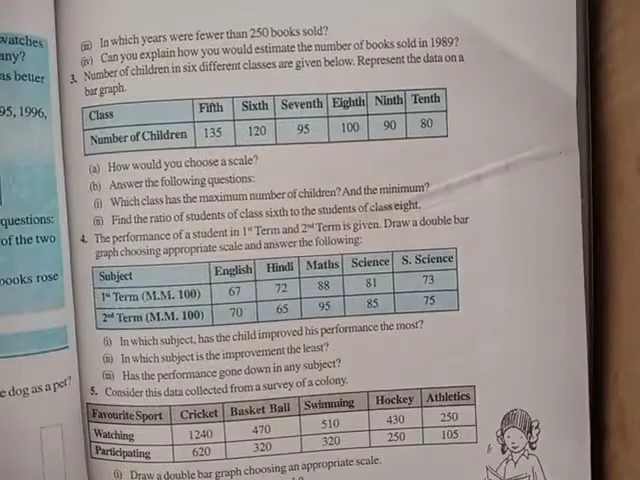 watches
any?
as better
95, 1996,
questions:
of the two
books rose
e dog as a pet?
(iii) In which years were fewer than 250 books sold?
(iv) Can you explain how you would estimate the number of books sold in 1989?
3. Number of children in six different classes are given below. Represent the data on a
bar graph.
Class Fifth Sixth Seventh Eighth Ninth Tenth
Number of Children 135 120 95 100 90 80
(a) How would you choose a scale?
(b) Answer the following questions:
(i) Which class has the maximum number of children? And the minimum?
(ii) Find the ratio of students of class sixth to the students of class eight.
4. The performance of a student in 1st Term and 2nd Term is given. Draw a double bar
graph choosing appropriate scale and answer the following:
Subject English Hindi Maths Science S. Science
1st Term (M.M. 100) 67 72 88 81 73
2nd Term (M.M. 100) 70 65 95 85 75
(i) In which subject, has the child improved his performance the most?
(ii) In which subject is the improvement the least?
(iii) Has the performance gone down in any subject?
5. Consider this data collected from a survey of a colony.
Favourite Sport Cricket Basket Ball Swimming Hockey Athletics
Watching 1240 470 510 430 250
Participating 620 320 320 250 105
(i) Draw a double bar graph choosing an appropriate scale.